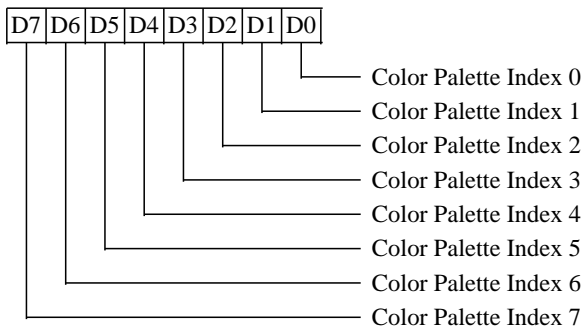 D7 D6 D5 D4 D3 D2 D1 D0
Color Palette Index 0
Color Palette Index 1
Color Palette Index 2
Color Palette Index 3
Color Palette Index 4
Color Palette Index 5
Color Palette Index 6
Color Palette Index 7